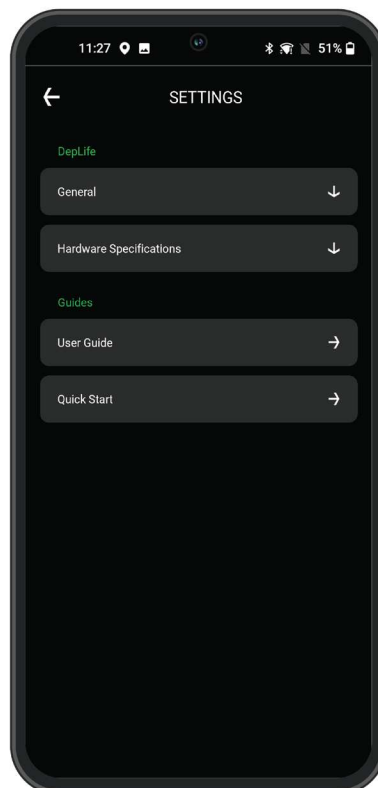 11:27 51%
SETTINGS
DepLife
General
Hardware Specifications
Guides
User Guide
Quick Start